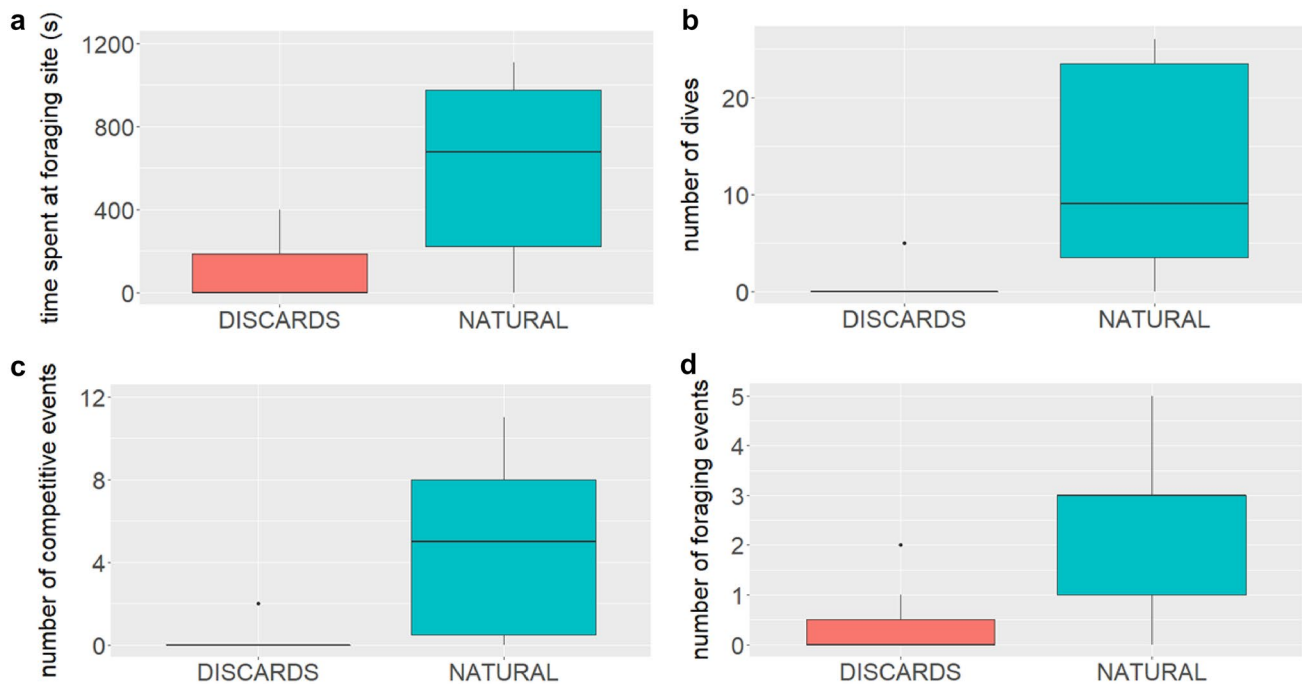 a
time spent at foraging site (s)
1200
800
400
0
DISCARDS
NATURAL
b
number of dives
20
10
0
DISCARDS
NATURAL
c
number of competitive events
12
8
4
0
DISCARDS
NATURAL
d
number of foraging events
5
4
3
2
1
0
DISCARDS
NATURAL